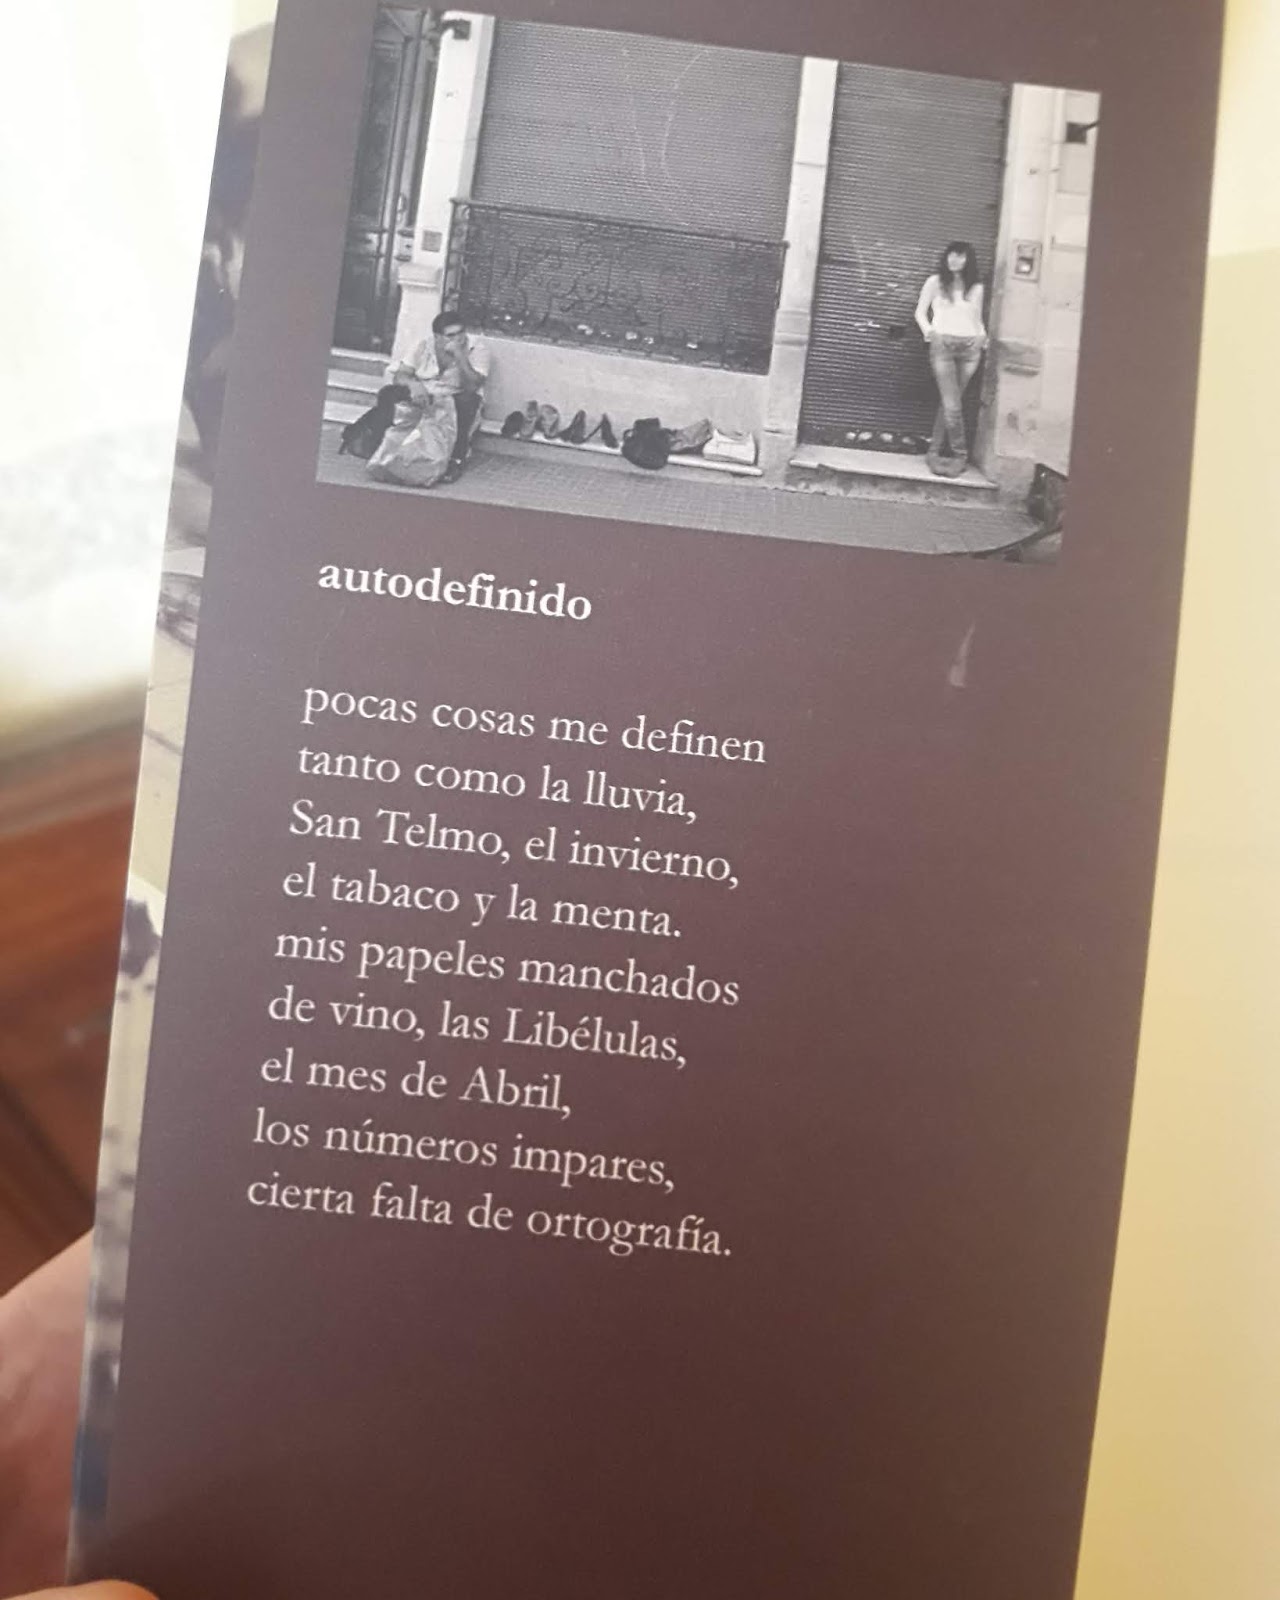 autodefinido
pocas cosas me definen
tanto como la lluvia,
San Telmo, el invierno,
el tabaco y la menta.
mis papeles manchados
de vino, las Libélulas,
el mes de Abril,
los números impares,
cierta falta de ortografía.